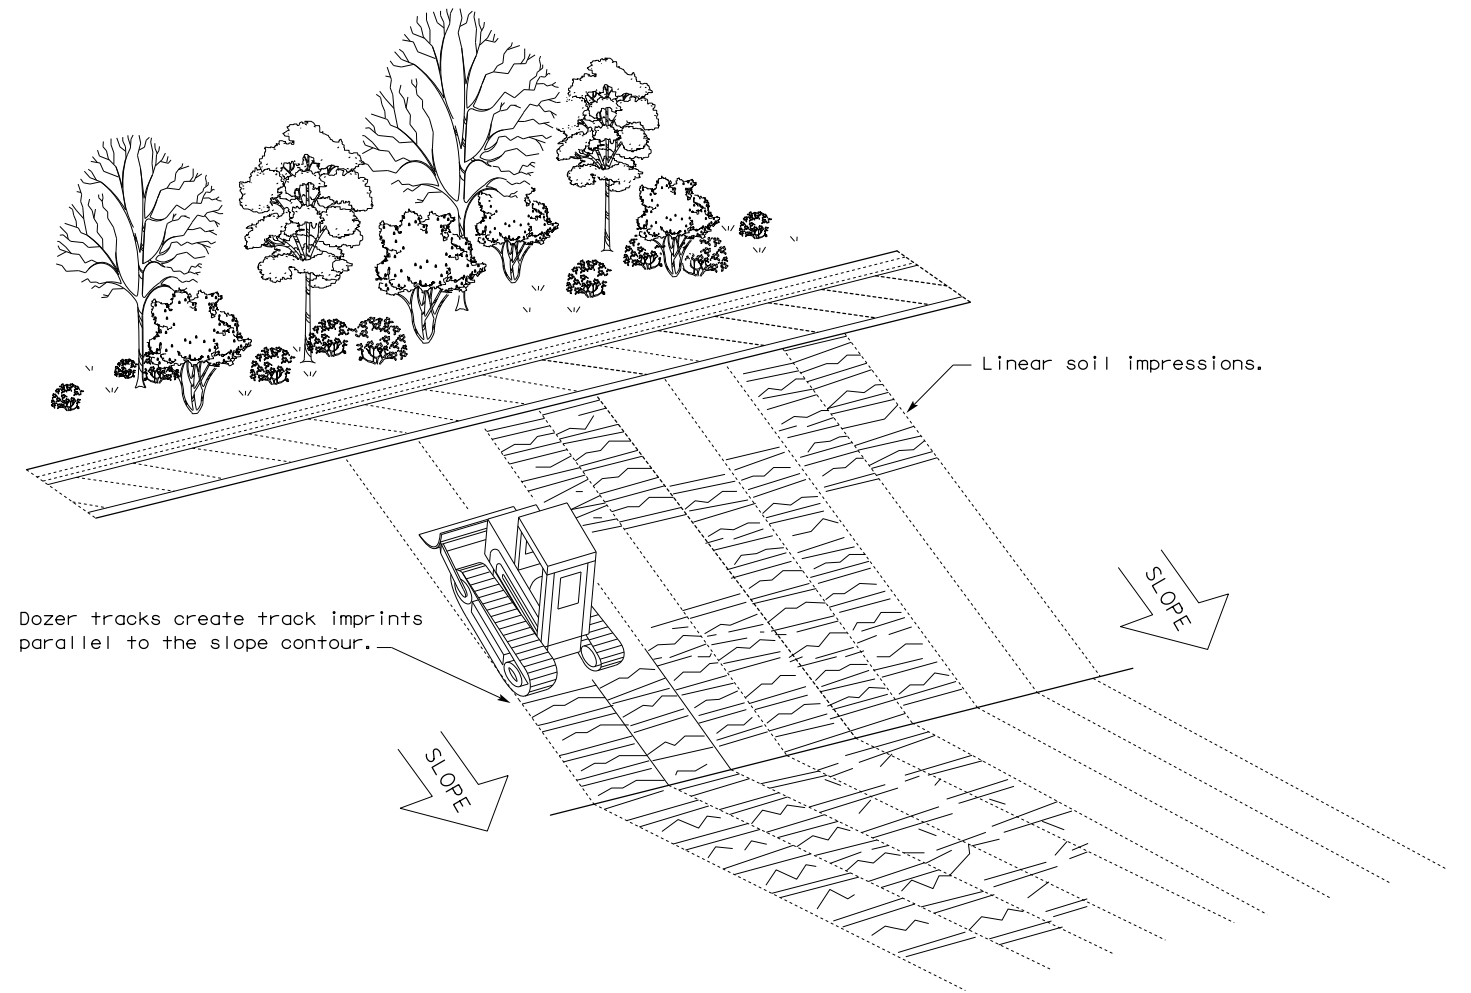 Linear soil impressions.
SLOPE
Dozer tracks create track imprints
parallel to the slope contour.
SLOPE